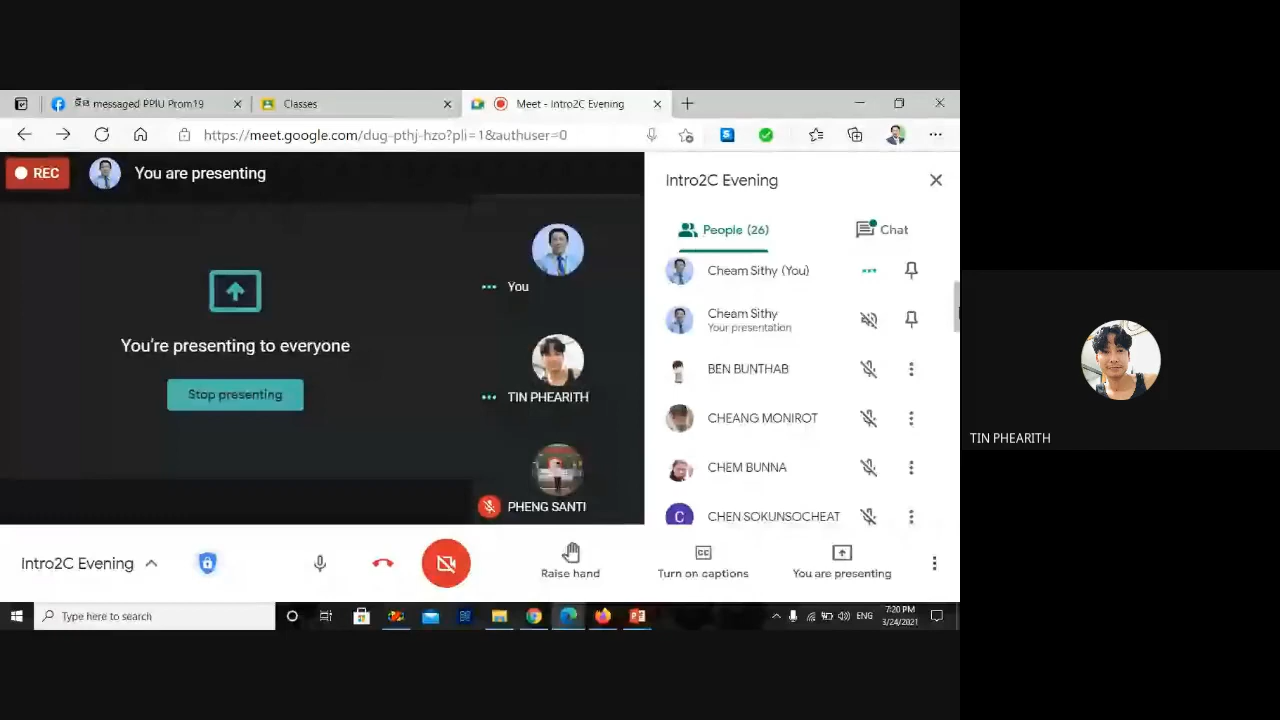 messaged PPIU Prom19
Classes
Meet - Intro2C Evening
https://meet.google.com/dug-pthj-hzo?pli=1&authuser=0
REC
You are presenting
You're presenting to everyone
Stop presenting
You
TIN PHEARITH
PHENG SANTI
Intro2C Evening
People (26)
Chat
Cheam Sithy (You)
Cheam Sithy
Your presentation
BEN BUNTHAB
CHEANG MONIROT
CHEM BUNNA
C
CHEN SOKUNSOCHEAT
Intro2C Evening
Raise hand
CC
Turn on captions
You are presenting
Type here to search
ENG
7:20 PM
3/24/2021
TIN PHEARITH